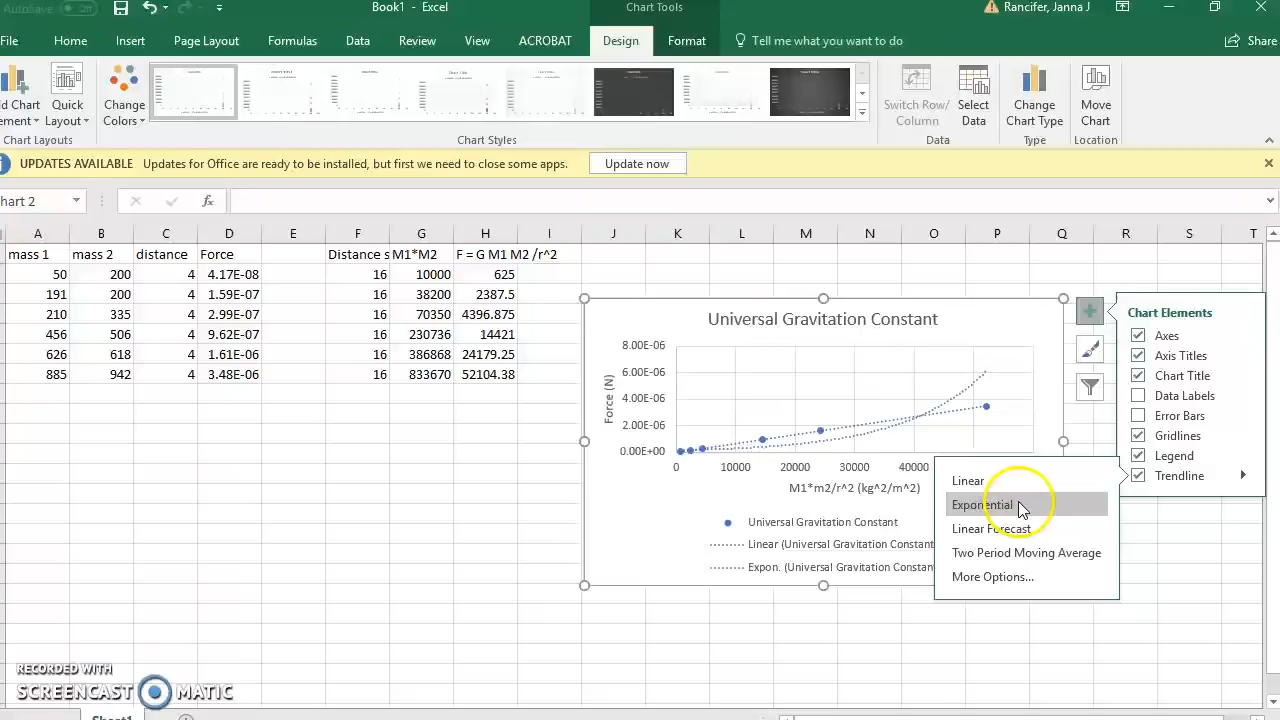 AutoSave Off Book1 - Excel Chart Tools Rancifer, Janna J
File Home Insert Page Layout Formulas Data Review View ACROBAT Design Format Tell me what you want to do Share
dd Chart Quick Change Switch Row/ Select Change Move
ement Layout Colors Column Data Chart Type Chart
Chart Layouts Chart Styles Data Type Location
UPDATES AVAILABLE Updates for Office are ready to be installed, but first we need to close some apps. Update now
hart 2 fx
A B C D E F G H I J K L M N O P Q R S T
mass 1 mass 2 distance Force Distance s M1*M2 F = G M1 M2 /r^2
50 200 4 4.17E-08 16 10000 625
191 200 4 1.59E-07 16 38200 2387.5
210 335 4 2.99E-07 16 70350 4396.875
456 506 4 9.62E-07 16 230736 14421
626 618 4 1.61E-06 16 386868 24179.25
885 942 4 3.48E-06 16 833670 52104.38
Universal Gravitation Constant
8.00E-06
6.00E-06
4.00E-06
2.00E-06
0.00E+00
Force (N)
0 10000 20000 30000 40000
M1*m2/r^2 (kg^2/m^2)
Universal Gravitation Constant
Linear (Universal Gravitation Constant
Expon. (Universal Gravitation Constant
Chart Elements
Axes
Axis Titles
Chart Title
Data Labels
Error Bars
Gridlines
Legend
Trendline
Linear
Exponential
Linear Forecast
Two Period Moving Average
More Options...
RECORDED WITH
SCREENCAST MATIC
Sheet1